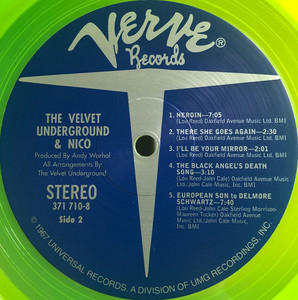 Verve®
Records
THE VELVET
UNDERGROUND
& NICO
Produced By Andy Warhol
All Arrangements By
The Velvet Underground!
STEREO
371 710-8
Side 2
1. HEROIN—7:05
(Lou Reed) Oakfield Avenue Music Ltd. BMI
2. THERE SHE GOES AGAIN—2:30
(Lou Reed) Oakfield Avenue Music Ltd. BMI
3. I'LL BE YOUR MIRROR—2:01
(Lou Reed) Oakfield Avenue Music Ltd. BMI
4. THE BLACK ANGEL'S DEATH
SONG—3:10
(Lou Reed-John Cale) Oakfield Avenue Music
Ltd./John Cale Music, Inc. BMI
5. EUROPEAN SON to DELMORE
SCHWARTZ—7:40
(Lou Reed-John Cale-Sterling Morrison-
Maureen Tucker) Oakfield Avenue
Music Ltd./John Cale
Music Inc. BMI
© 1967 UNIVERSAL RECORDS, A DIVISION OF UMG RECORDINGS, INC.